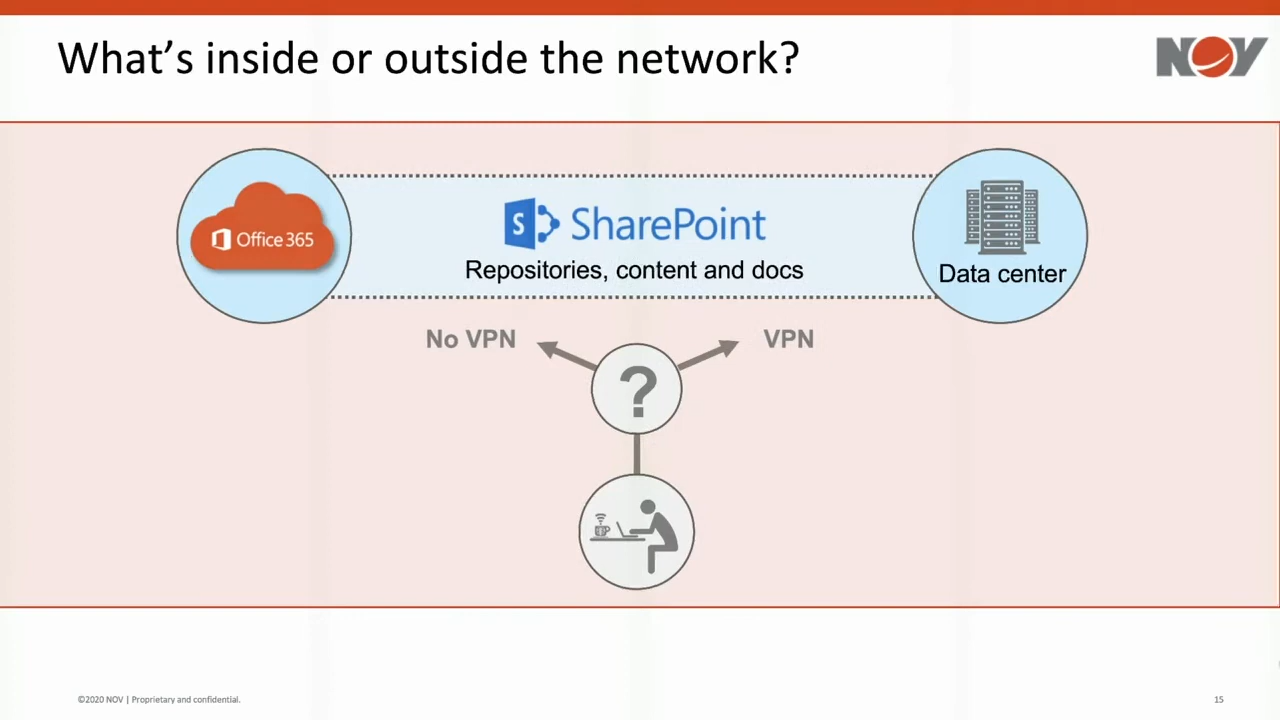 What's inside or outside the network?
NOV
Office 365
S
SharePoint
Repositories, content and docs
Data center
No VPN
VPN
?
©2020 NOV | Proprietary and confidential.
15